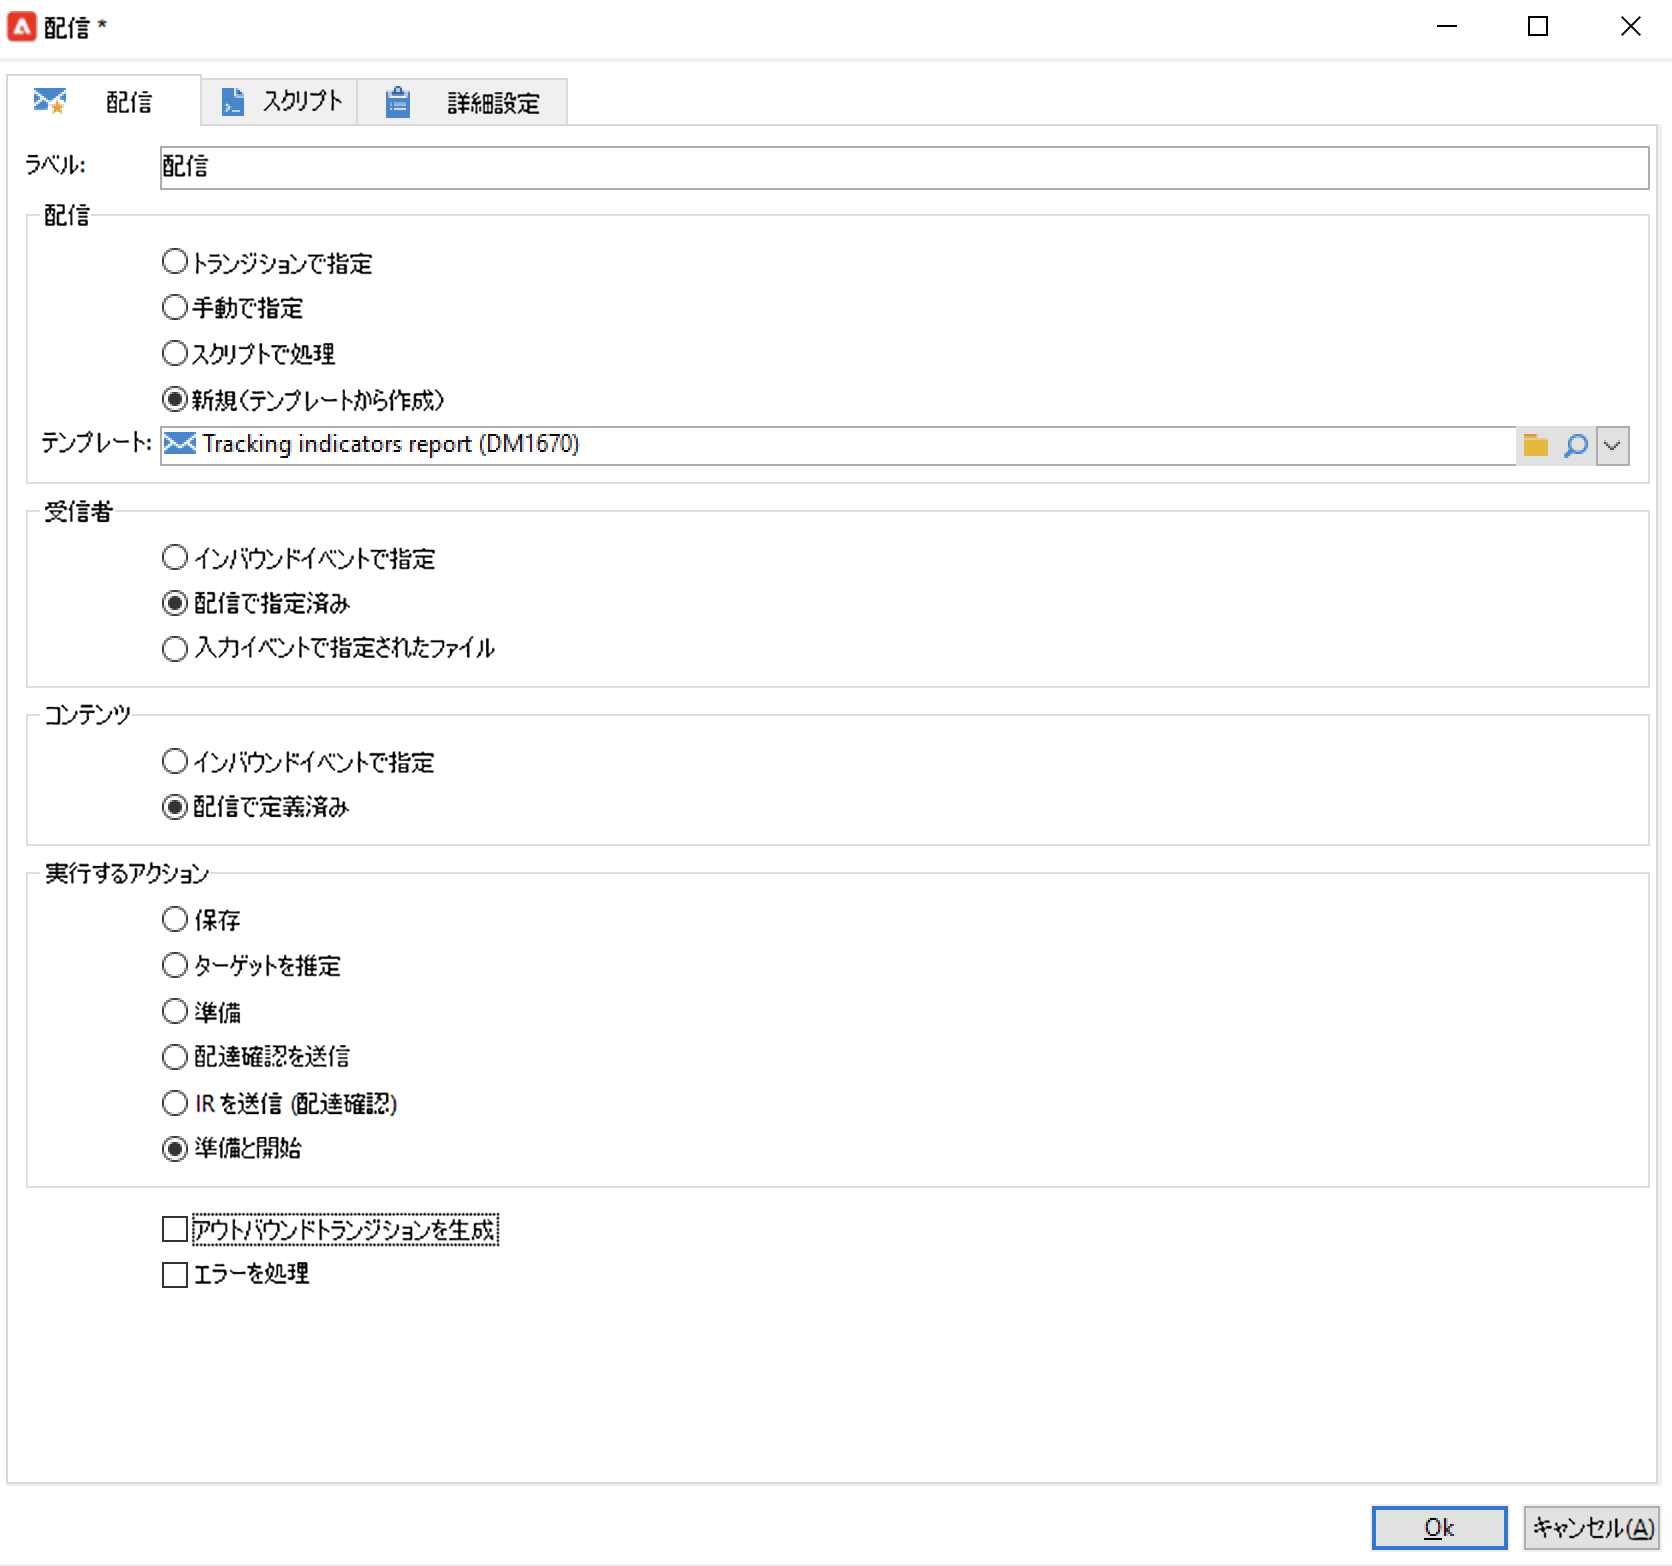 配信 *
配信 スクリプト 詳細設定
ラベル: 配信
配信
トランジションで指定
手動で指定
スクリプトで処理
新規(テンプレートから作成)
テンプレート: Tracking indicators report (DM1670)
受信者
インバウンドイベントで指定
配信で指定済み
入力イベントで指定されたファイル
コンテンツ
インバウンドイベントで指定
配信で定義済み
実行するアクション
保存
ターゲットを推定
準備
配達確認を送信
IR を送信 (配達確認)
準備と開始
アウトバウンドトランジションを生成
エラーを処理
Ok キャンセル(A)